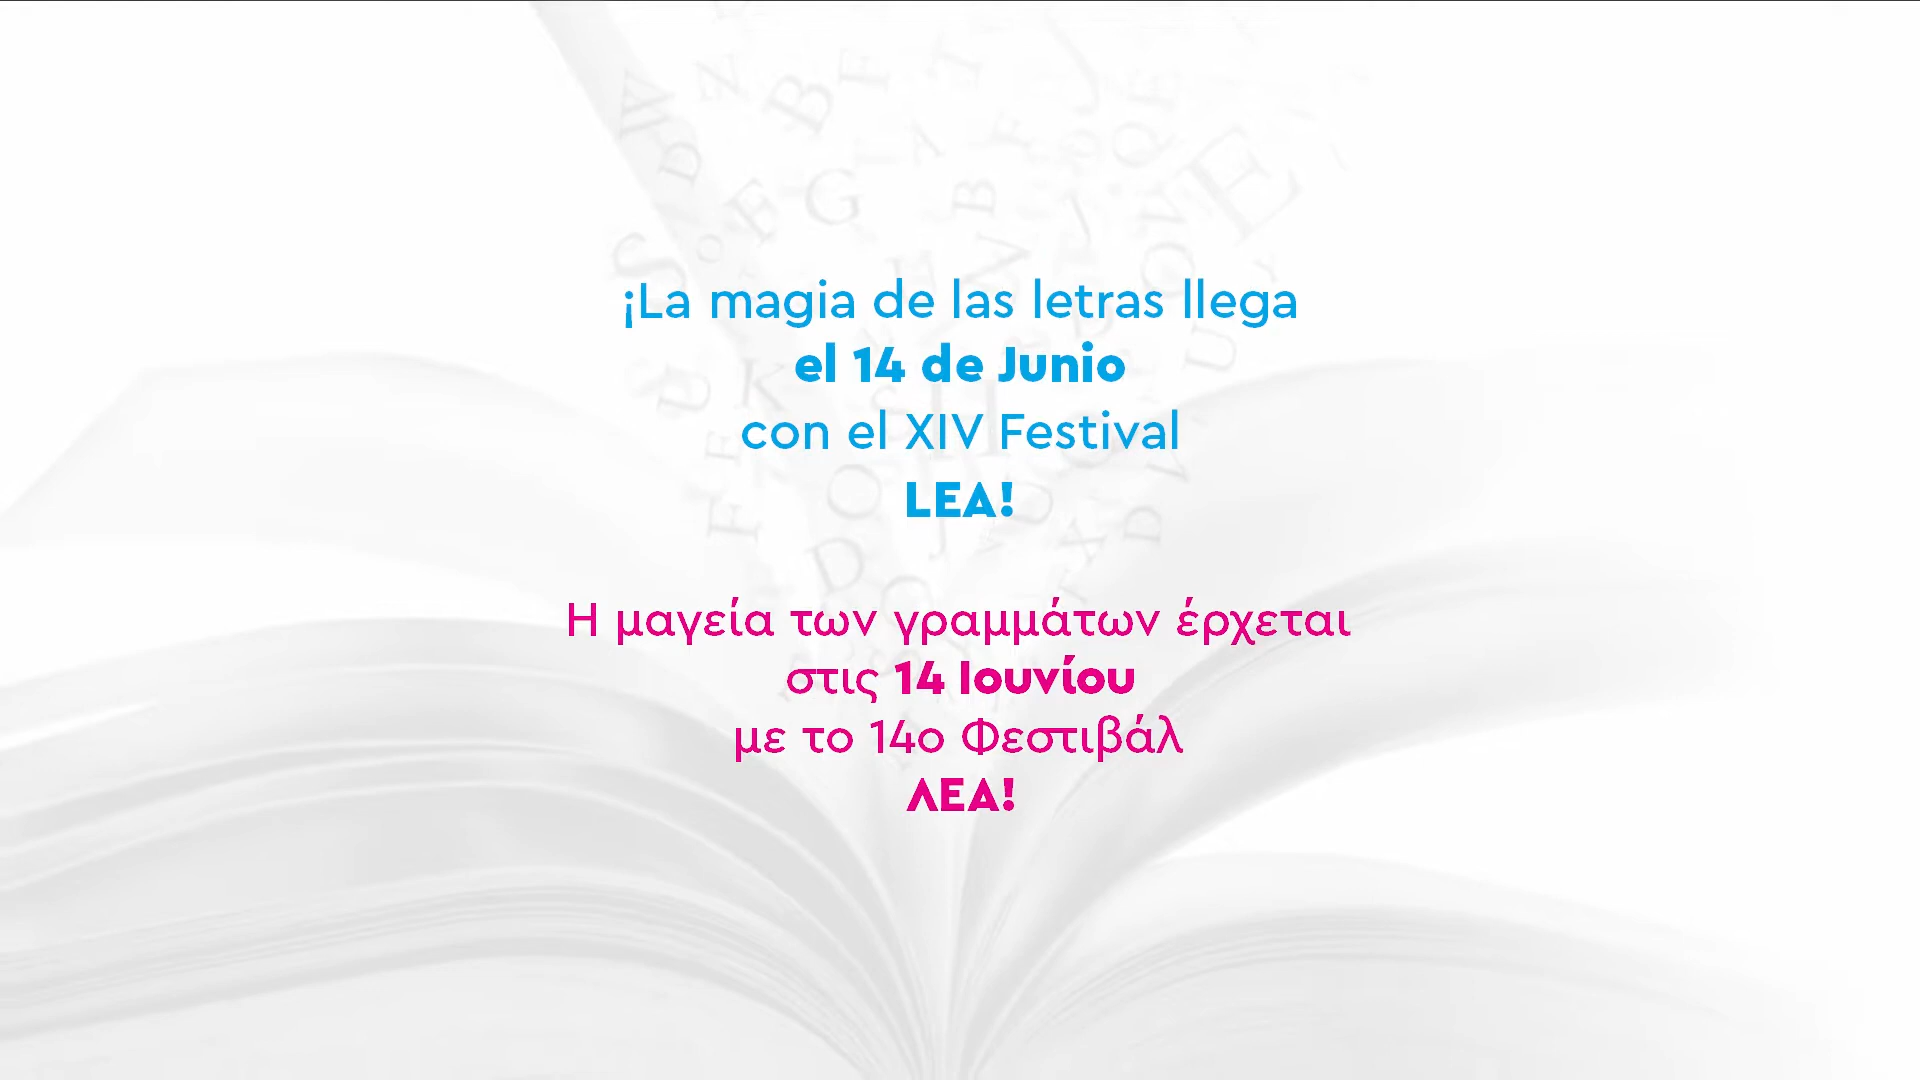 ¡La magia de las letras llega
el 14 de Junio
con el XIV Festival
LEA!
Η μαγεία των γραμμάτων έρχεται
στις 14 Ιουνίου
με το 14ο Φεστιβάλ
ΛΕΑ!